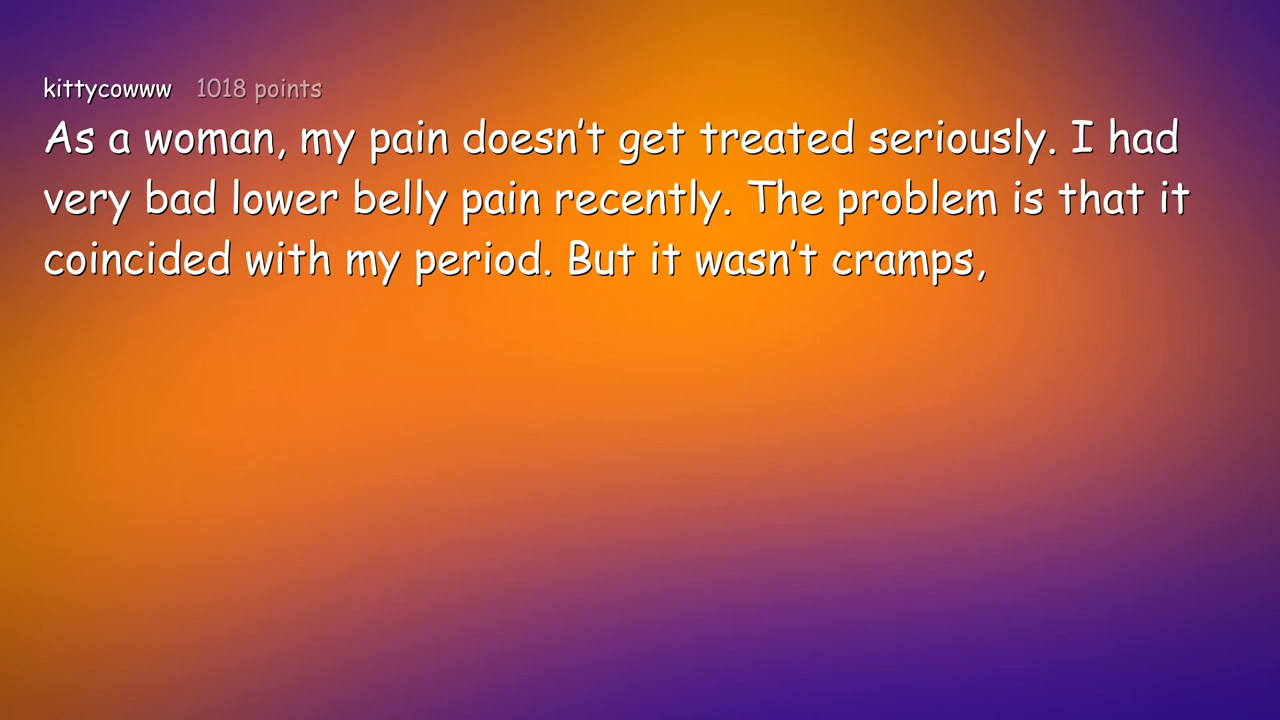 kittycowww 1018 points
As a woman, my pain doesn't get treated seriously. I had
very bad lower belly pain recently. The problem is that it
coincided with my period. But it wasn't cramps,